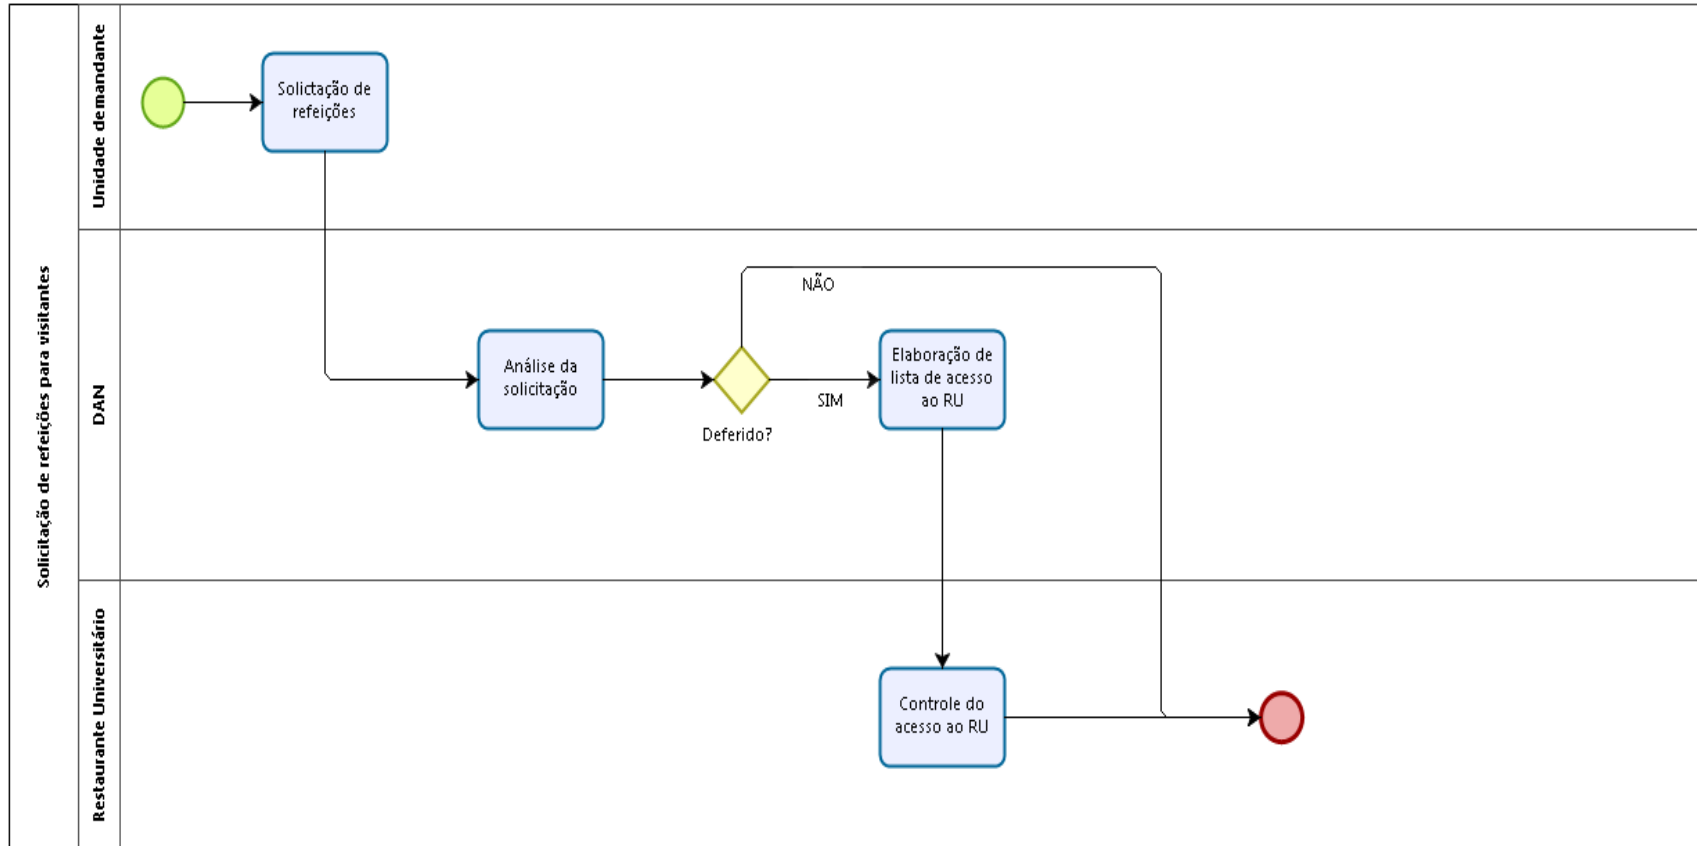 Solicitação de refeições para visitantes
Unidade demandante
Solictação de
refeições
DAN
Análise da
solicitação
Deferido?
NÃO
SIM
Elaboração de
lista de acesso
ao RU
Restaurante Universitário
Controle do
acesso ao RU